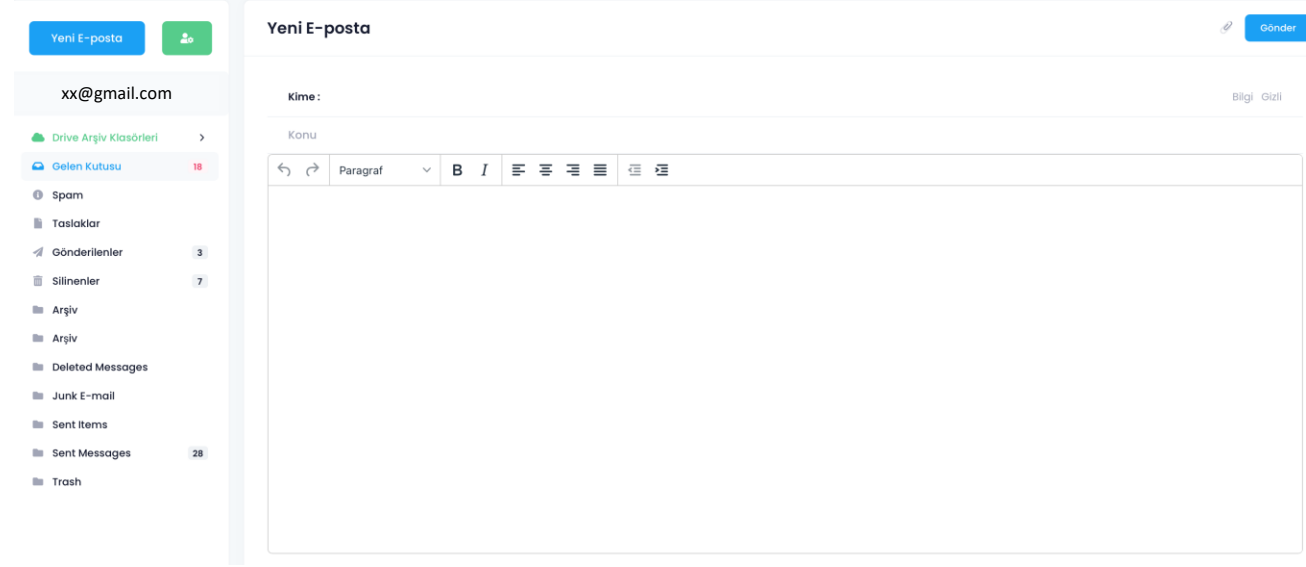 Yeni E-posta
xx@gmail.com
Drive Arşiv Klasörleri
Gelen Kutusu 18
Spam
Taslaklar
Gönderilenler 3
Silinenler 7
Arşiv
Arşiv
Deleted Messages
Junk E-mail
Sent Items
Sent Messages 28
Trash
Yeni E-posta
Gönder
Kime :
Bilgi Gizli
Konu
Paragraf B I